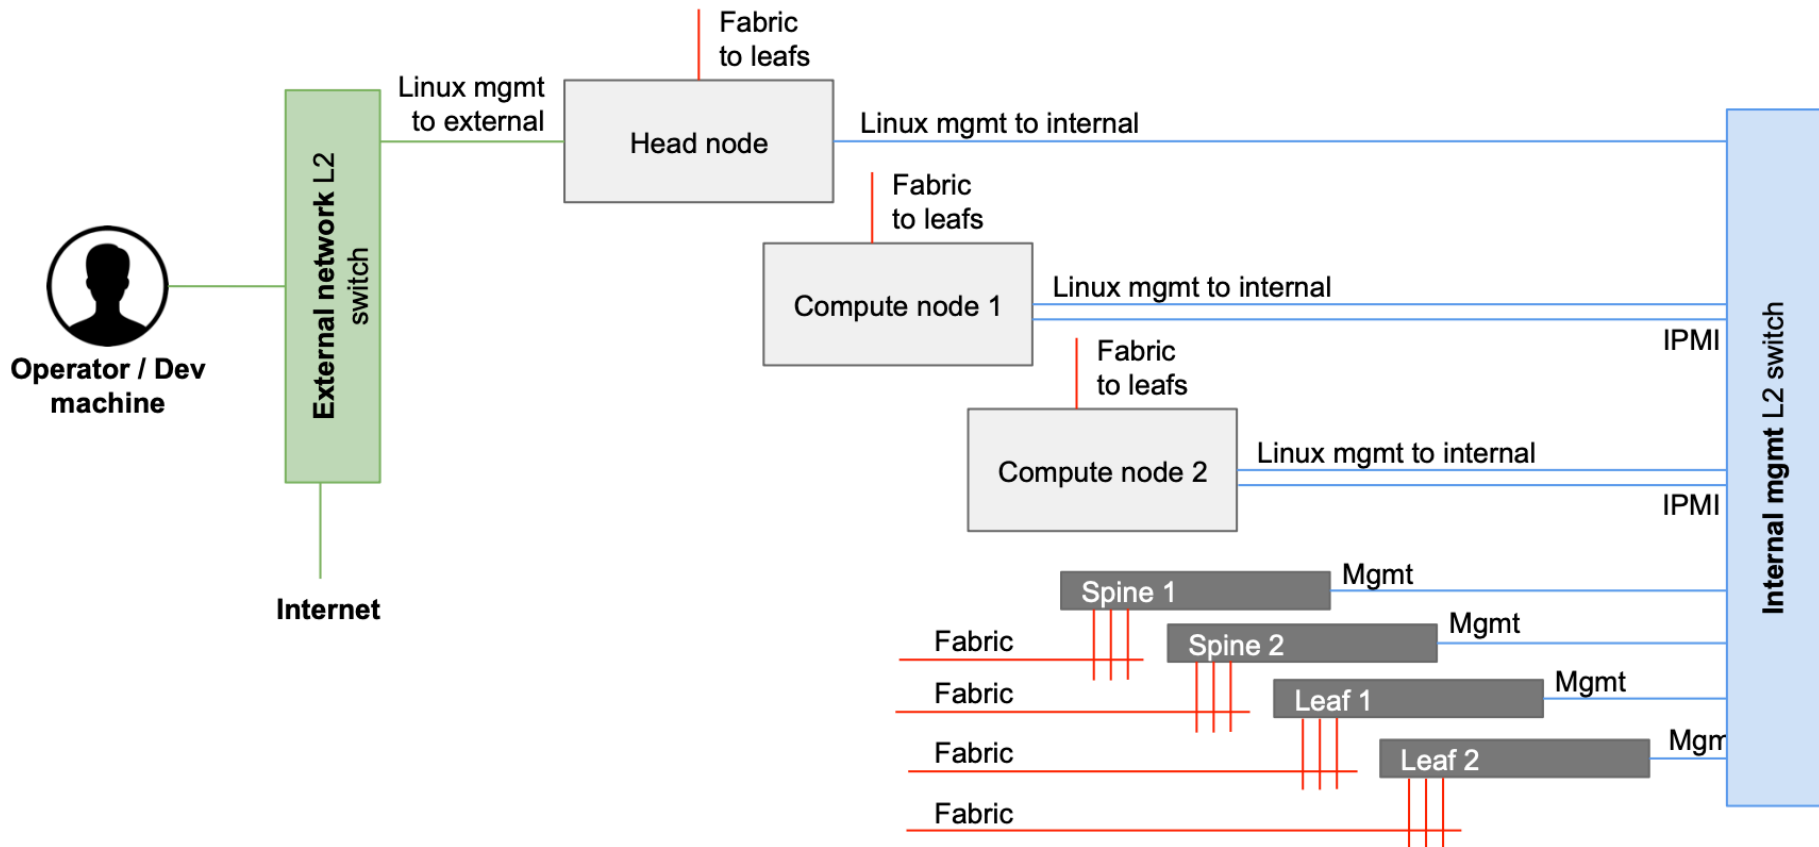 Fabric
to leafs
Linux mgmt
to external
Head node
Linux mgmt to internal
External network L2
switch
Fabric
to leafs
Operator / Dev
machine
Compute node 1
Linux mgmt to internal
IPMI
Internet
Fabric
to leafs
Compute node 2
Linux mgmt to internal
IPMI
Internal mgmt L2 switch
Spine 1
Mgmt
Fabric
Spine 2
Mgmt
Fabric
Leaf 1
Mgmt
Fabric
Leaf 2
Mgm
Fabric